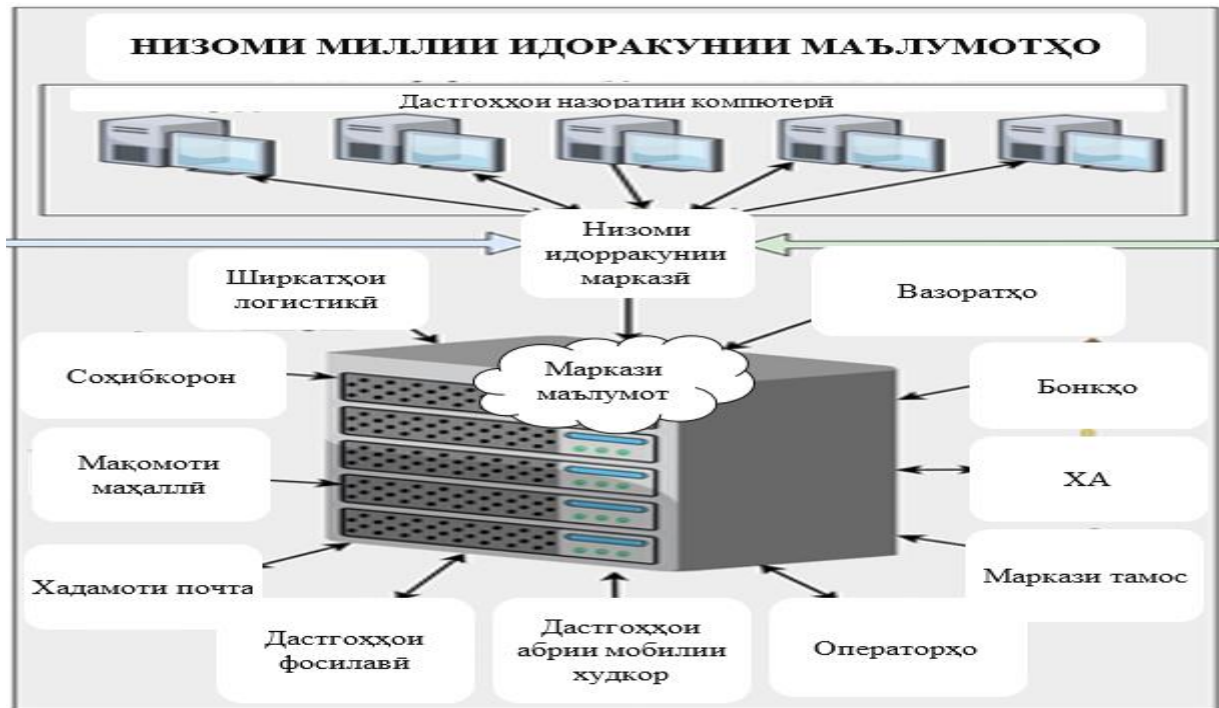 НИЗОМИ МИЛЛИИ ИДОРАКУНИИ МАЪЛУМОТҲО
Дастгоҳҳои назоратии компютерӣ
Низоми
идорракунии
марказӣ
Ширкатҳои
логистикӣ
Вазоратҳо
Соҳибкорон
Маркази
маълумот
Бонкҳо
Мақомоти
маҳаллӣ
ХА
Хадамоти почта
Маркази тамос
Дастгоҳҳои
фосилавӣ
Дастгоҳҳои
абрии мобилии
худкор
Операторҳо